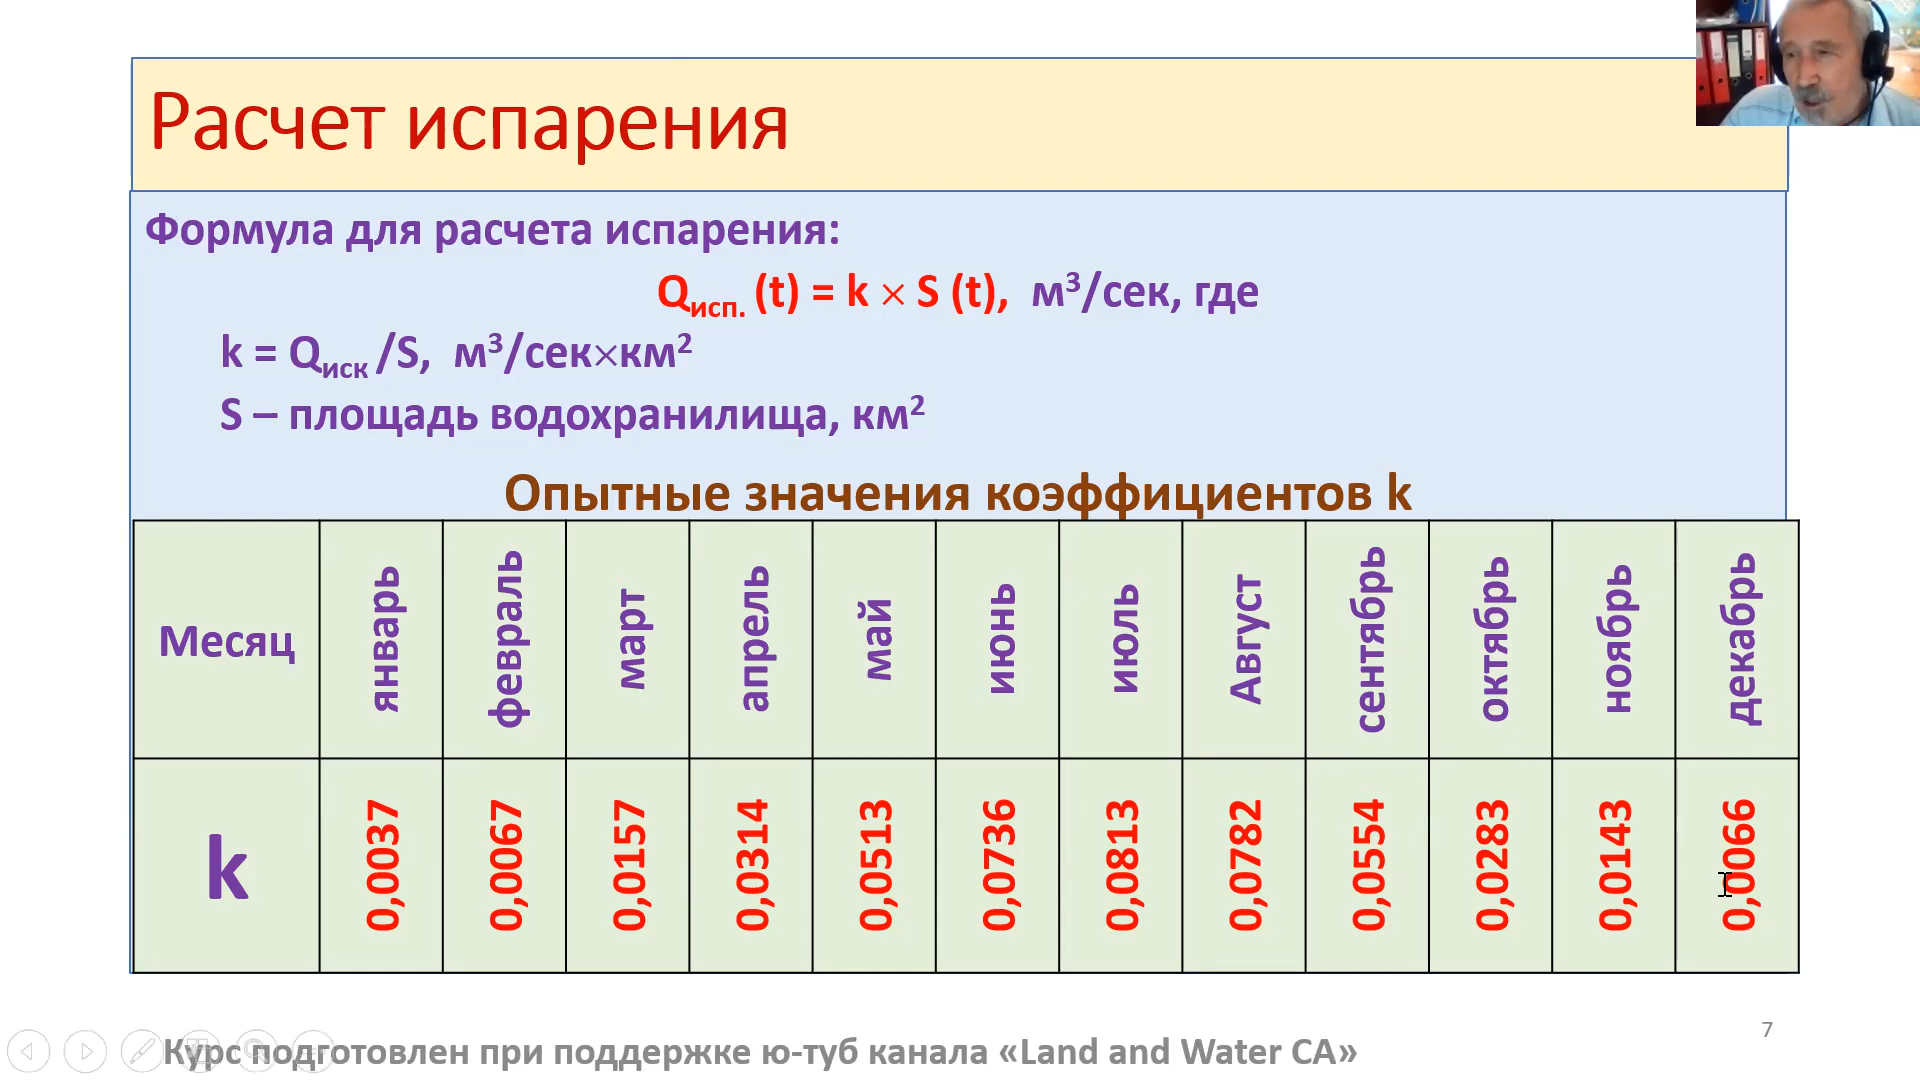 Расчет испарения
Формула для расчета испарения:
Qисп. (t) = k × S (t), м³/сек, где
k = Qиск /S, м³/сек×км²
S – площадь водохранилища, км²
Опытные значения коэффициентов k
Месяц январь февраль март апрель май июнь июль Август сентябрь октябрь ноябрь декабрь
k 0,0037 0,0067 0,0157 0,0314 0,0513 0,0736 0,0813 0,0782 0,0554 0,0283 0,0143 0,0066
7
Курс подготовлен при поддержке ю-туб канала «Land and Water CA»